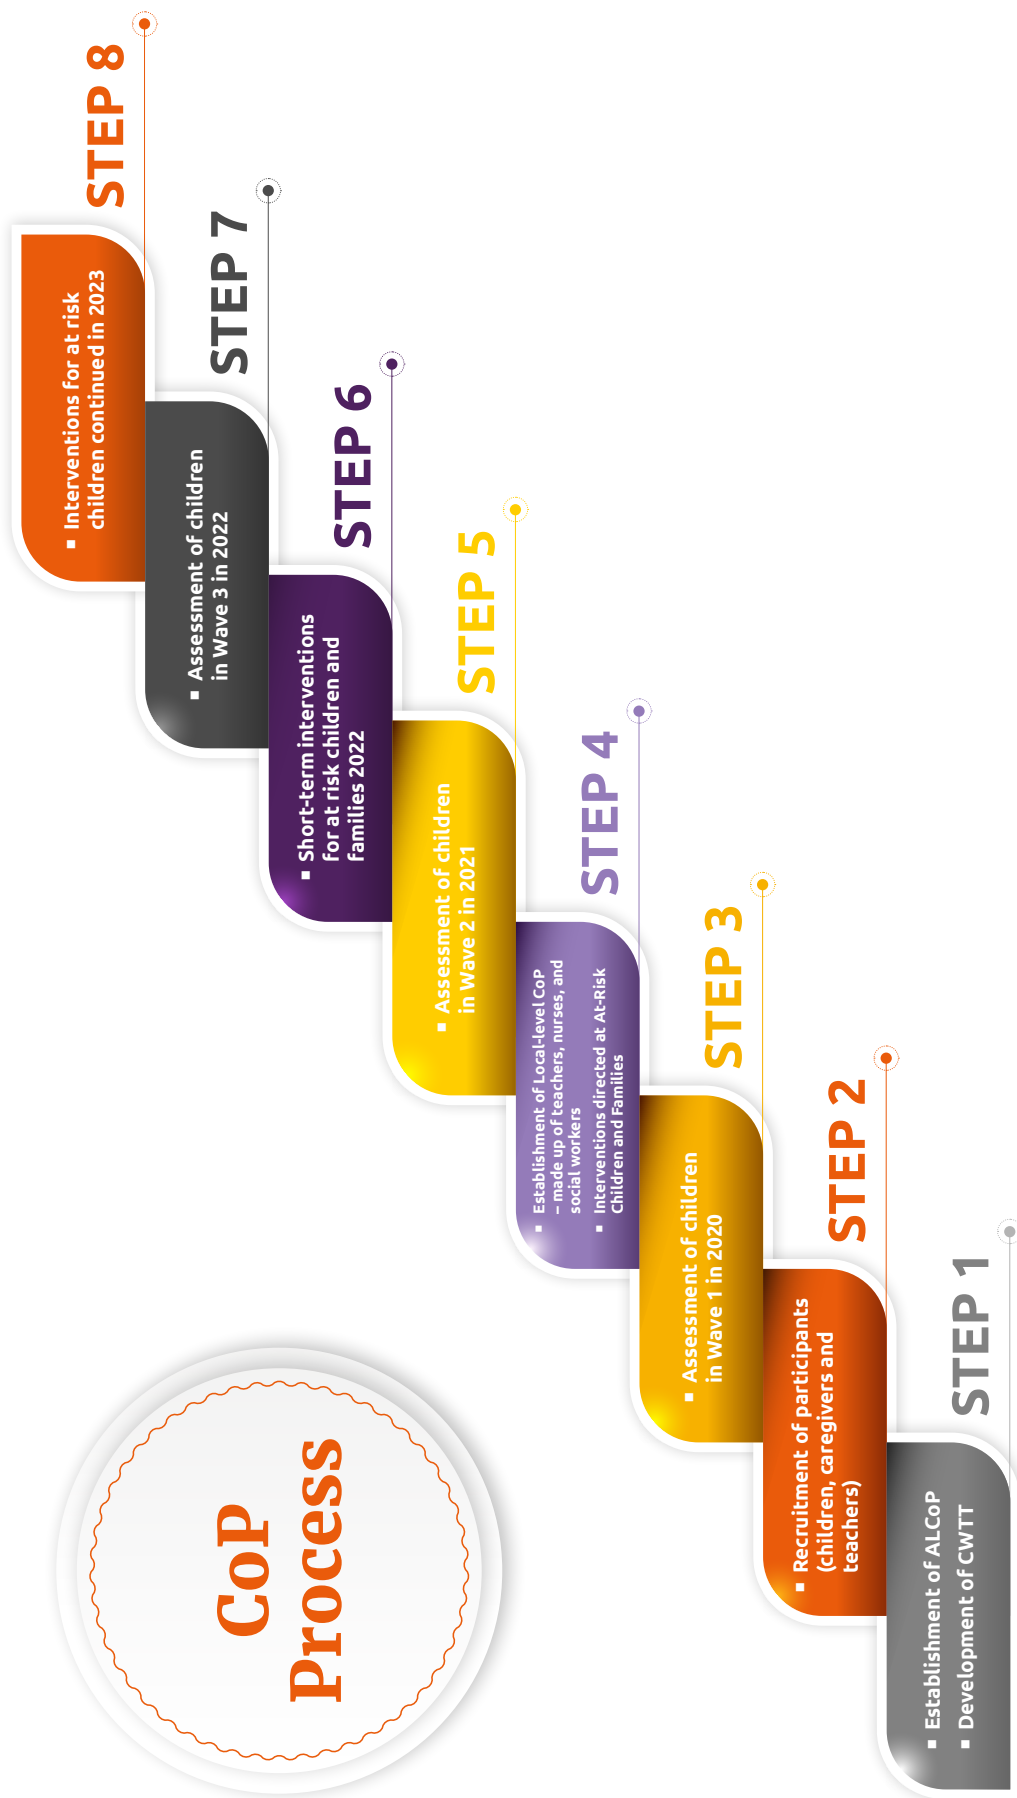 CoP
Process
STEP 1
▪ Establishment of ALCoP
▪ Development of CWTT
STEP 2
▪ Recruitment of participants
(children, caregivers and
teachers)
STEP 3
▪ Assessment of children
in Wave 1 in 2020
STEP 4
▪ Establishment of Local-level CoP
– made up of teachers, nurses, and
social workers
▪ Interventions directed at At-Risk
Children and Families
STEP 5
▪ Assessment of children
in Wave 2 in 2021
STEP 6
▪ Short-term interventions
for at risk children and
families 2022
STEP 7
▪ Assessment of children
in Wave 3 in 2022
STEP 8
▪ Interventions for at risk
children continued in 2023